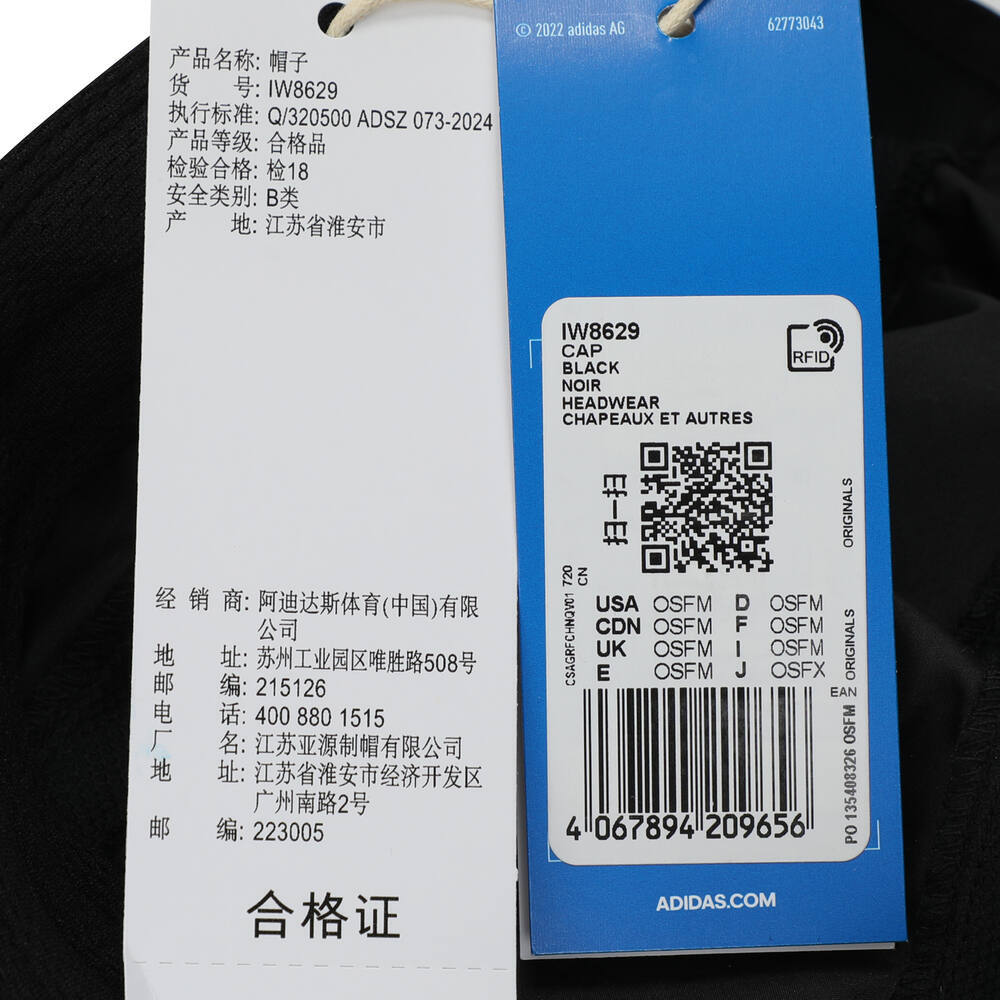 产品名称: 帽子
货 号: IW8629
执行标准: Q/320500 ADSZ 073-2024
产品等级: 合格品
检验合格: 检18
安全类别: B类
产 地: 江苏省淮安市
经 销 商: 阿迪达斯体育(中国)有限
公司
地 址: 苏州工业园区唯胜路508号
邮 编: 215126
电 话: 400 880 1515
厂 名: 江苏亚源制帽有限公司
地 址: 江苏省淮安市经济开发区
广州南路2号
邮 编: 223005
合格证
© 2022 adidas AG
62773043
IW8629
CAP
BLACK
NOIR
HEADWEAR
CHAPEAUX ET AUTRES
RFID
扫一扫
CSAGRFCHNQV01 720
CN
ORIGINALS
ORIGINALS
USA OSFM D OSFM
CDN OSFM F OSFM
UK OSFM I OSFM
E OSFM J OSFX
EAN
PO 135408326 OSFM
4 067894 209656
ADIDAS.COM